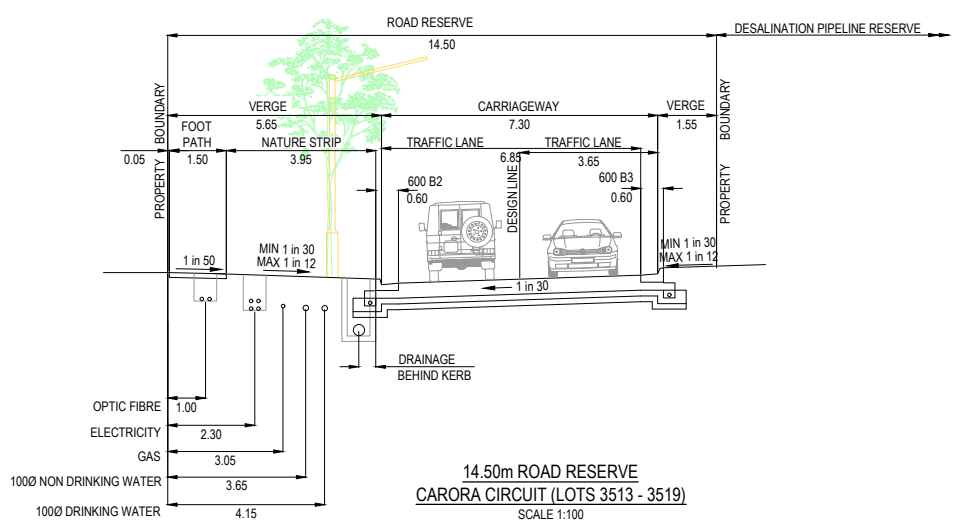 ROAD RESERVE
14.50
DESALINATION PIPELINE RESERVE
VERGE
5.65
CARRIAGEWAY
7.30
VERGE
1.55
PROPERTY BOUNDARY
PROPERTY BOUNDARY
0.05
FOOT
PATH
1.50
NATURE STRIP
3.95
TRAFFIC LANE
6.85
TRAFFIC LANE
3.65
600 B2
0.60
DESIGN LINE
600 B3
0.60
1 in 50
MIN 1 in 30
MAX 1 in 12
MIN 1 in 30
MAX 1 in 12
1 in 30
DRAINAGE
BEHIND KERB
OPTIC FIBRE
1.00
ELECTRICITY
2.30
GAS
3.05
100Ø NON DRINKING WATER
3.65
100Ø DRINKING WATER
4.15
14.50m ROAD RESERVE
CARORA CIRCUIT (LOTS 3513 - 3519)
SCALE 1:100